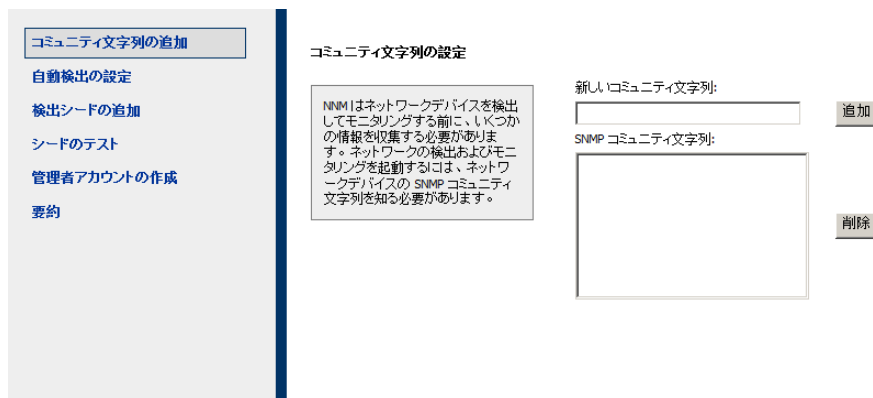 コミュニティ文字列の追加
自動検出の設定
検出シードの追加
シードのテスト
管理者アカウントの作成
要約
コミュニティ文字列の設定
NNM iはネットワークデバイスを検出
してモニタリングする前に、いくつか
の情報を収集する必要がありま
す。ネットワークの検出およびモニ
タリングを起動するには、ネットワ
ークデバイスの SNMP コミュニティ
文字列を知る必要があります。
新しいコミュニティ文字列:
追加
SNMP コミュニティ文字列:
削除